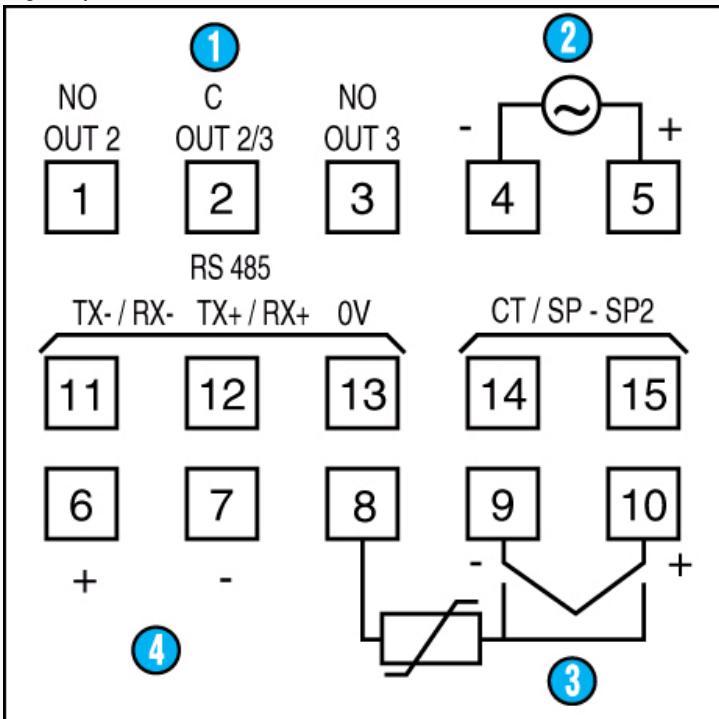 1 2
NO C NO
OUT 2 OUT 2/3 OUT 3 - +
1 2 3 4 5
RS 485
TX- / RX- TX+ / RX+ 0V CT / SP - SP2
11 12 13 14 15
6 7 8 9 10
+ - - +
4 3